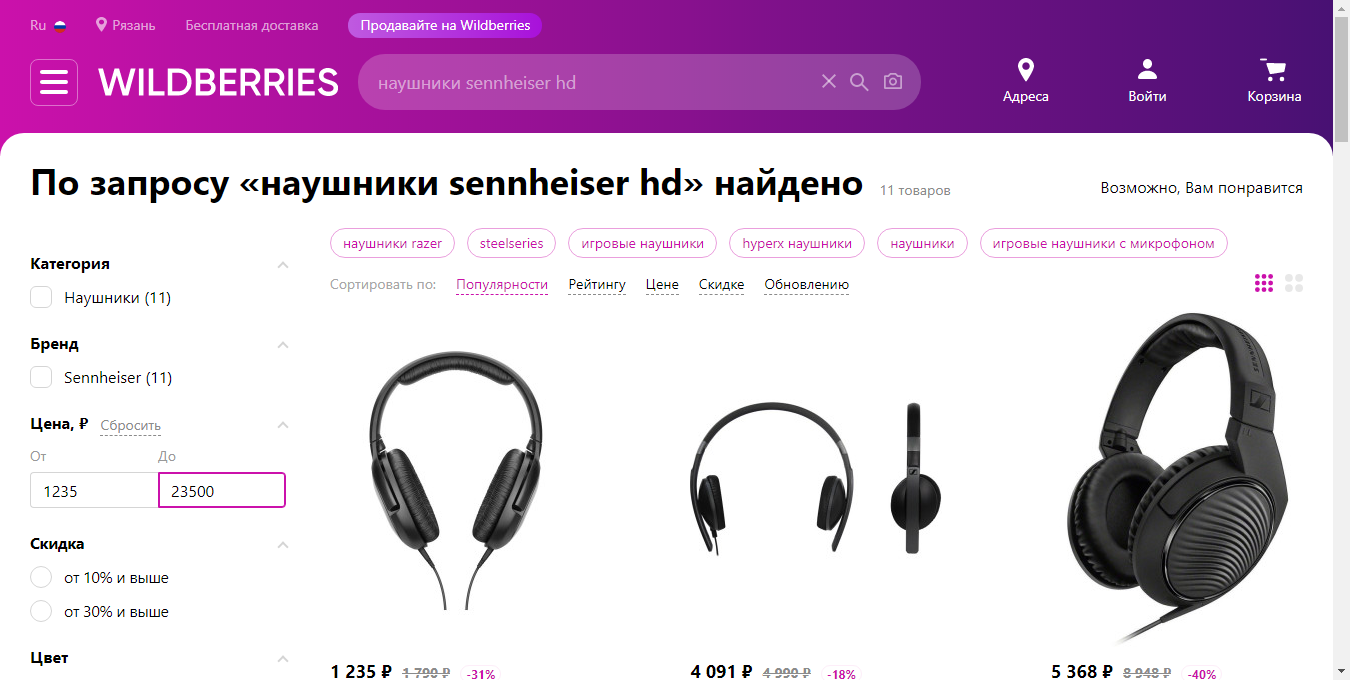 Ru Рязань Бесплатная доставка Продавайте на Wildberries
WILDBERRIES
наушники sennheiser hd
Адреса Войти Корзина
По запросу «наушники sennheiser hd» найдено 11 товаров
Возможно, Вам понравится
наушники razer steelseries игровые наушники hyperx наушники наушники игровые наушники с микрофоном
Сортировать по: Популярности Рейтингу Цене Скидке Обновлению
Категория
Наушники (11)
Бренд
Sennheiser (11)
Цена, ₽ Сбросить
От До
1235 23500
Скидка
от 10% и выше
от 30% и выше
Цвет
1 235 ₽ 1 790 ₽ -31%
4 091 ₽ 4 990 ₽ -18%
5 368 ₽ 8 948 ₽ -40%